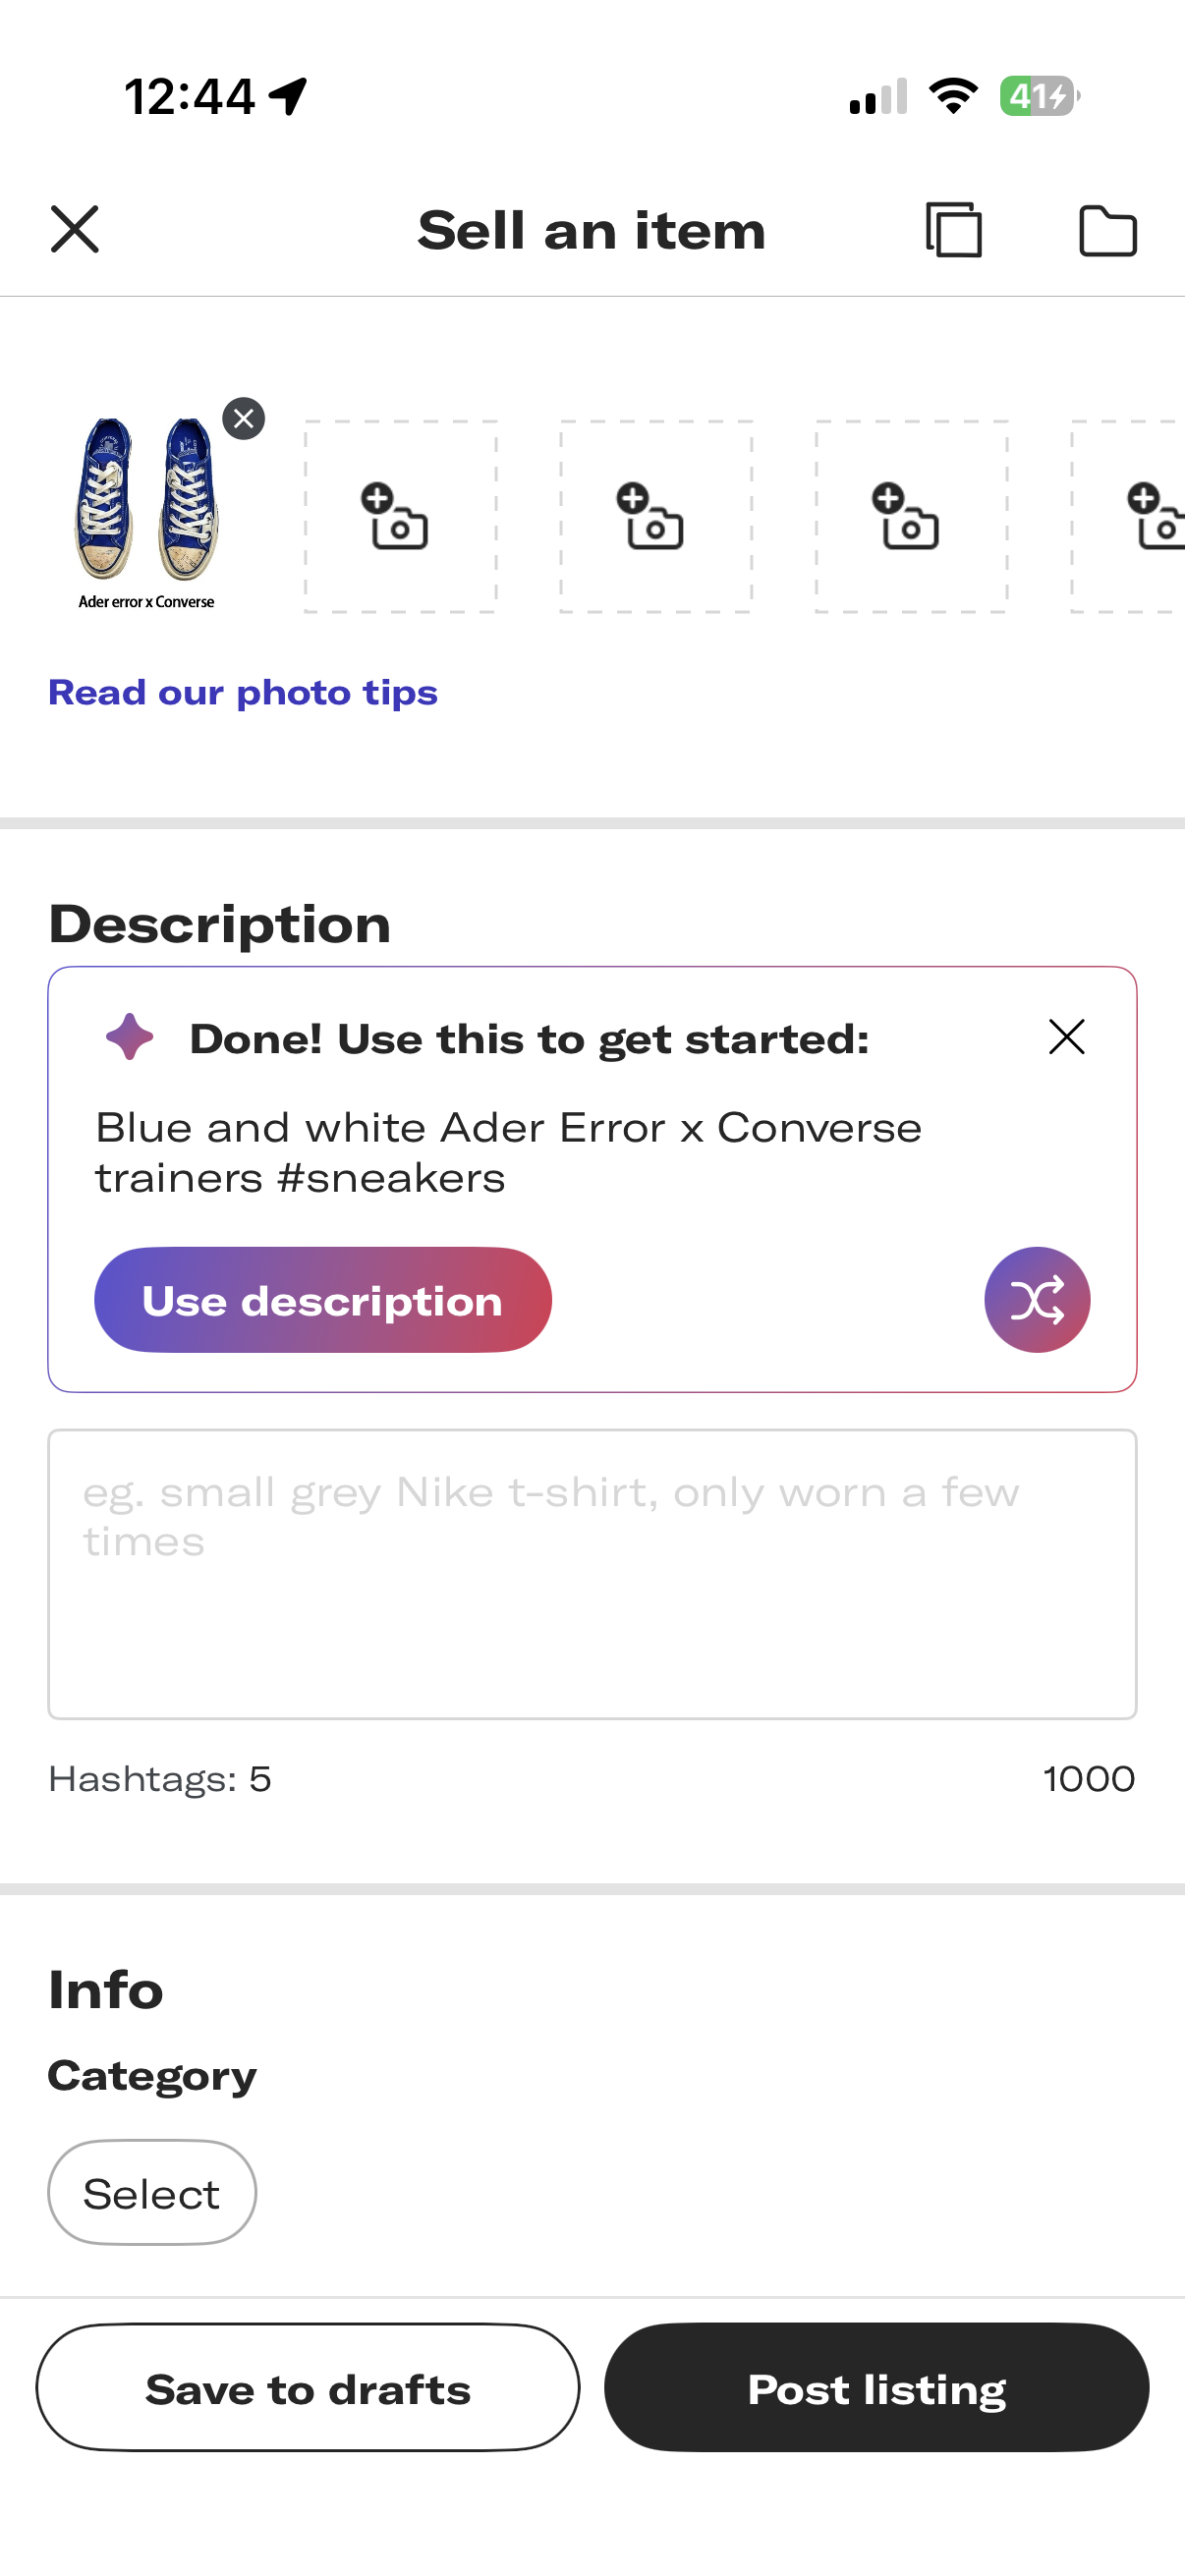 12:44
41
Sell an item
Ader error x Converse
Read our photo tips
Description
Done! Use this to get started:
Blue and white Ader Error x Converse
trainers #sneakers
Use description
eg. small grey Nike t-shirt, only worn a few
times
Hashtags: 5 1000
Info
Category
Select
Save to drafts Post listing